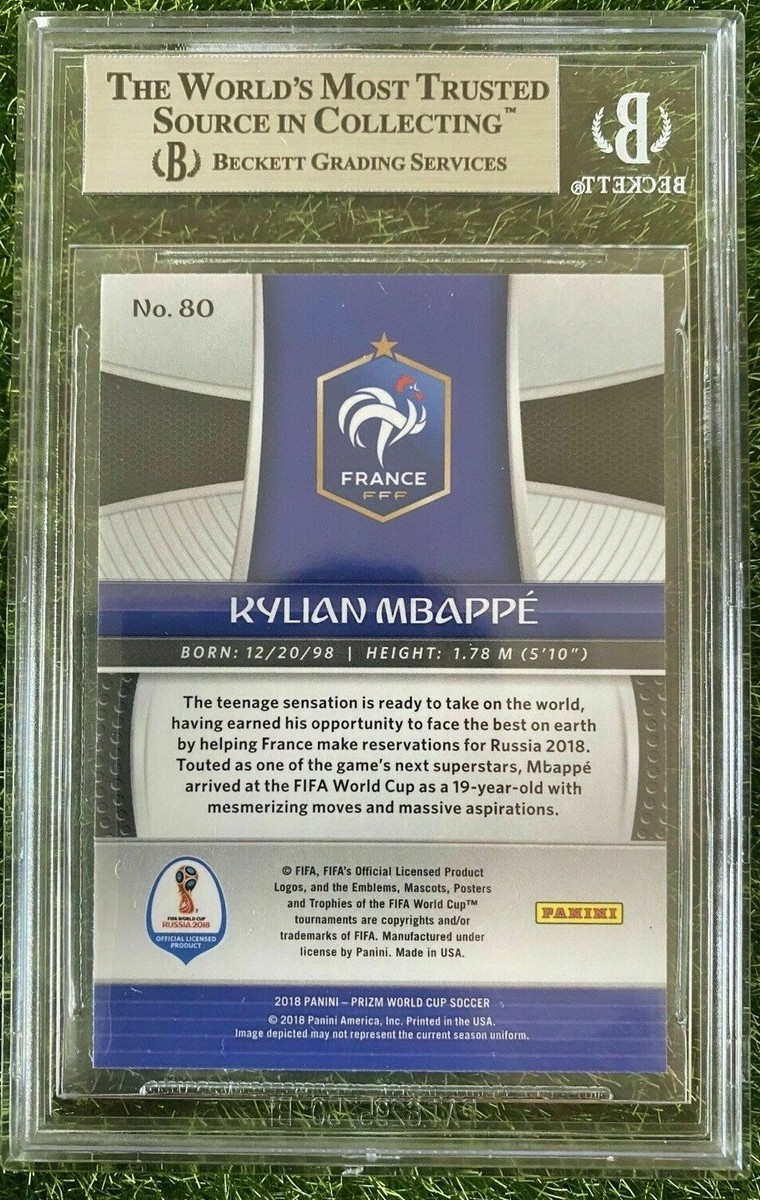 THE WORLD'S MOST TRUSTED
SOURCE IN COLLECTING™
B BECKETT GRADING SERVICES
B
BECKETT®
No. 80
FRANCE
FFF
KYLIAN MBAPPÉ
BORN: 12/20/98 | HEIGHT: 1.78 M (5'10")
The teenage sensation is ready to take on the world,
having earned his opportunity to face the best on earth
by helping France make reservations for Russia 2018.
Touted as one of the game's next superstars, Mbappé
arrived at the FIFA World Cup as a 19-year-old with
mesmerizing moves and massive aspirations.
FIFA WORLD CUP
RUSSIA 2018
OFFICIAL LICENSED
PRODUCT
© FIFA, FIFA's Official Licensed Product
Logos, and the Emblems, Mascots, Posters
and Trophies of the FIFA World Cup™
tournaments are copyrights and/or
trademarks of FIFA. Manufactured under
license by Panini. Made in USA.
PANINI
2018 PANINI – PRIZM WORLD CUP SOCCER
© 2018 Panini America, Inc. Printed in the USA.
Image depicted may not represent the current season uniform.